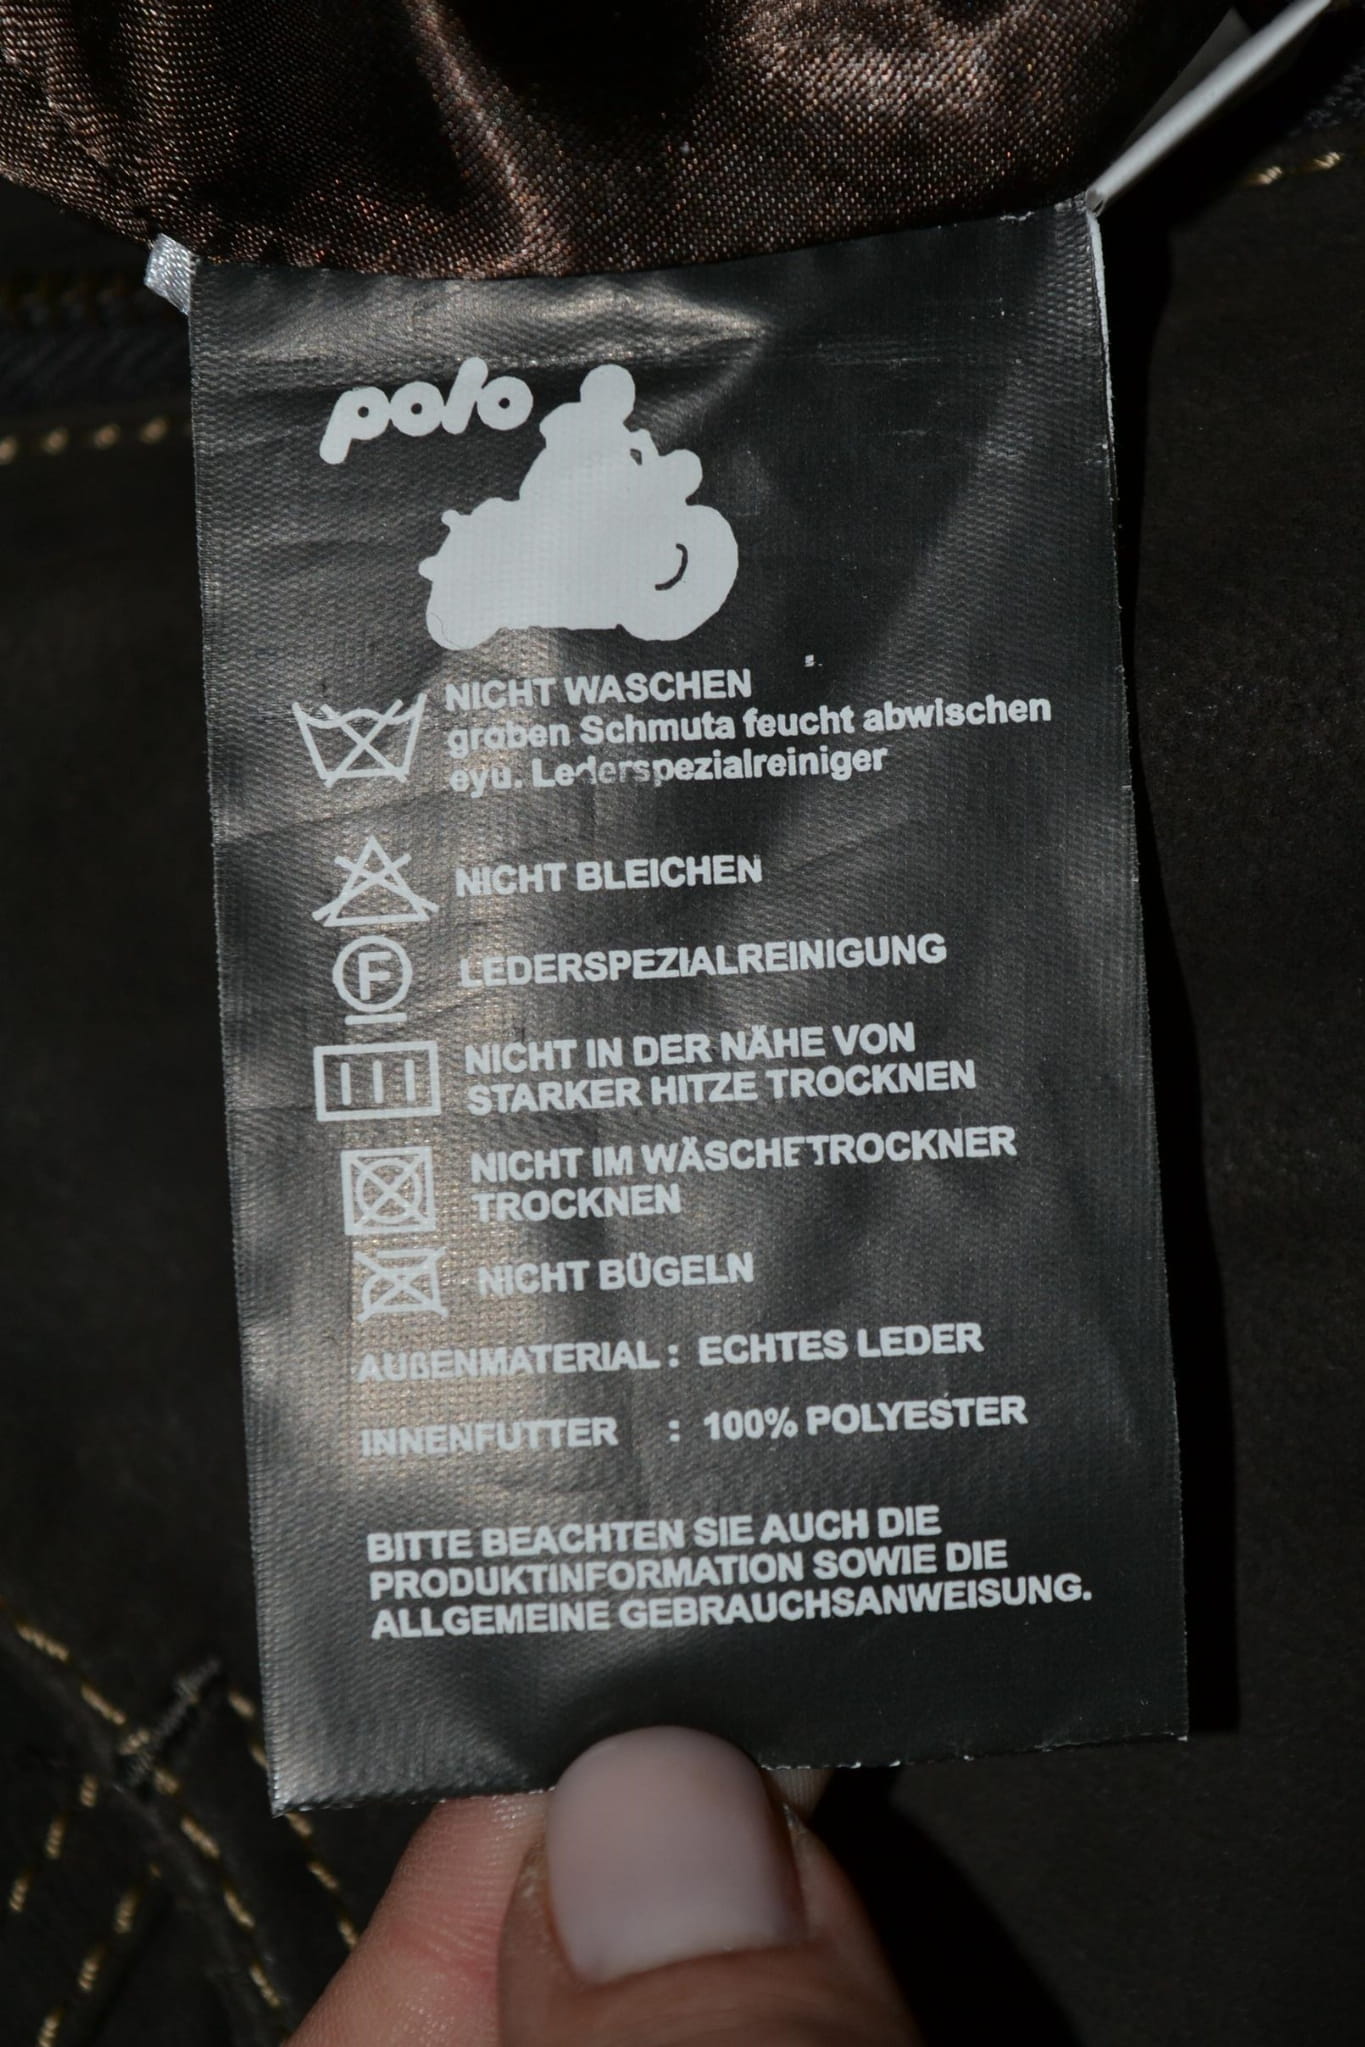 polo
NICHT WASCHEN
groben Schmuta feucht abwischen
eyu. Lederspezialreiniger
NICHT BLEICHEN
F
LEDERSPEZIALREINIGUNG
NICHT IN DER NÄHE VON
STARKER HITZE TROCKNEN
NICHT IM WÄSCHETROCKNER
TROCKNEN
NICHT BÜGELN
AUßENMATERIAL : ECHTES LEDER
INNENFUTTER : 100% POLYESTER
BITTE BEACHTEN SIE AUCH DIE
PRODUKTINFORMATION SOWIE DIE
ALLGEMEINE GEBRAUCHSANWEISUNG.